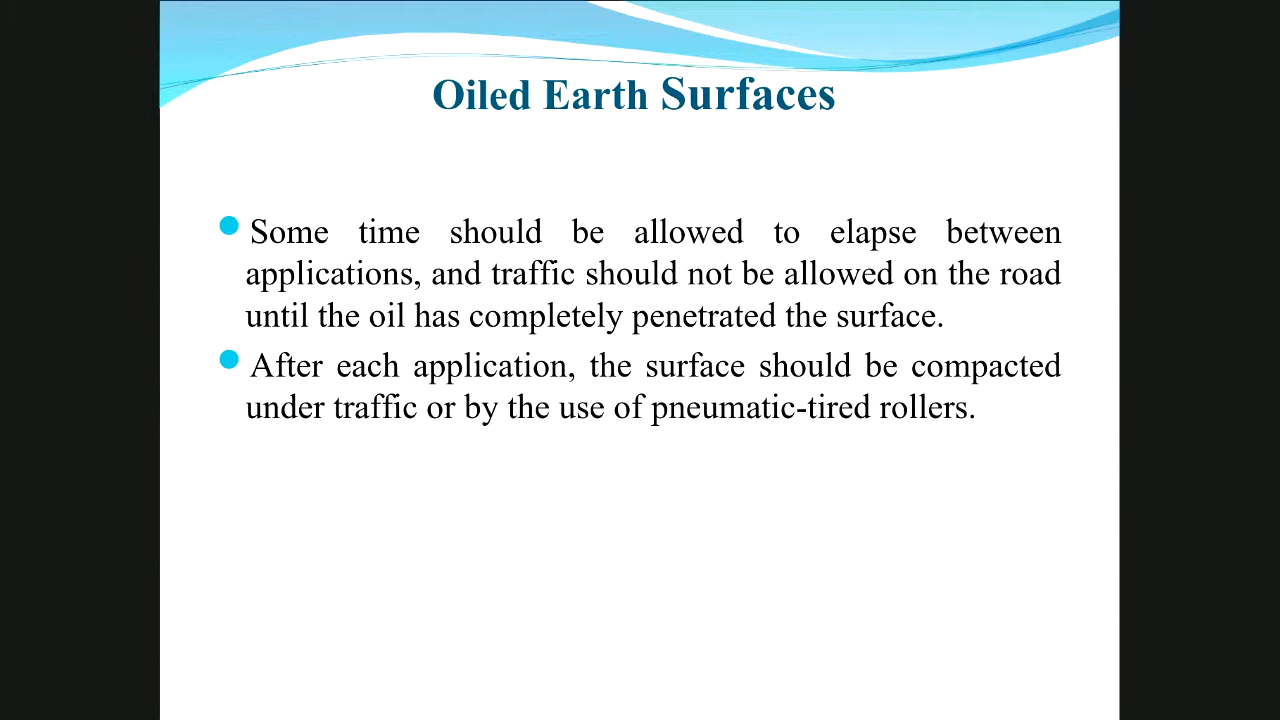 Oiled Earth Surfaces
Some time should be allowed to elapse between
applications, and traffic should not be allowed on the road
until the oil has completely penetrated the surface.
After each application, the surface should be compacted
under traffic or by the use of pneumatic-tired rollers.